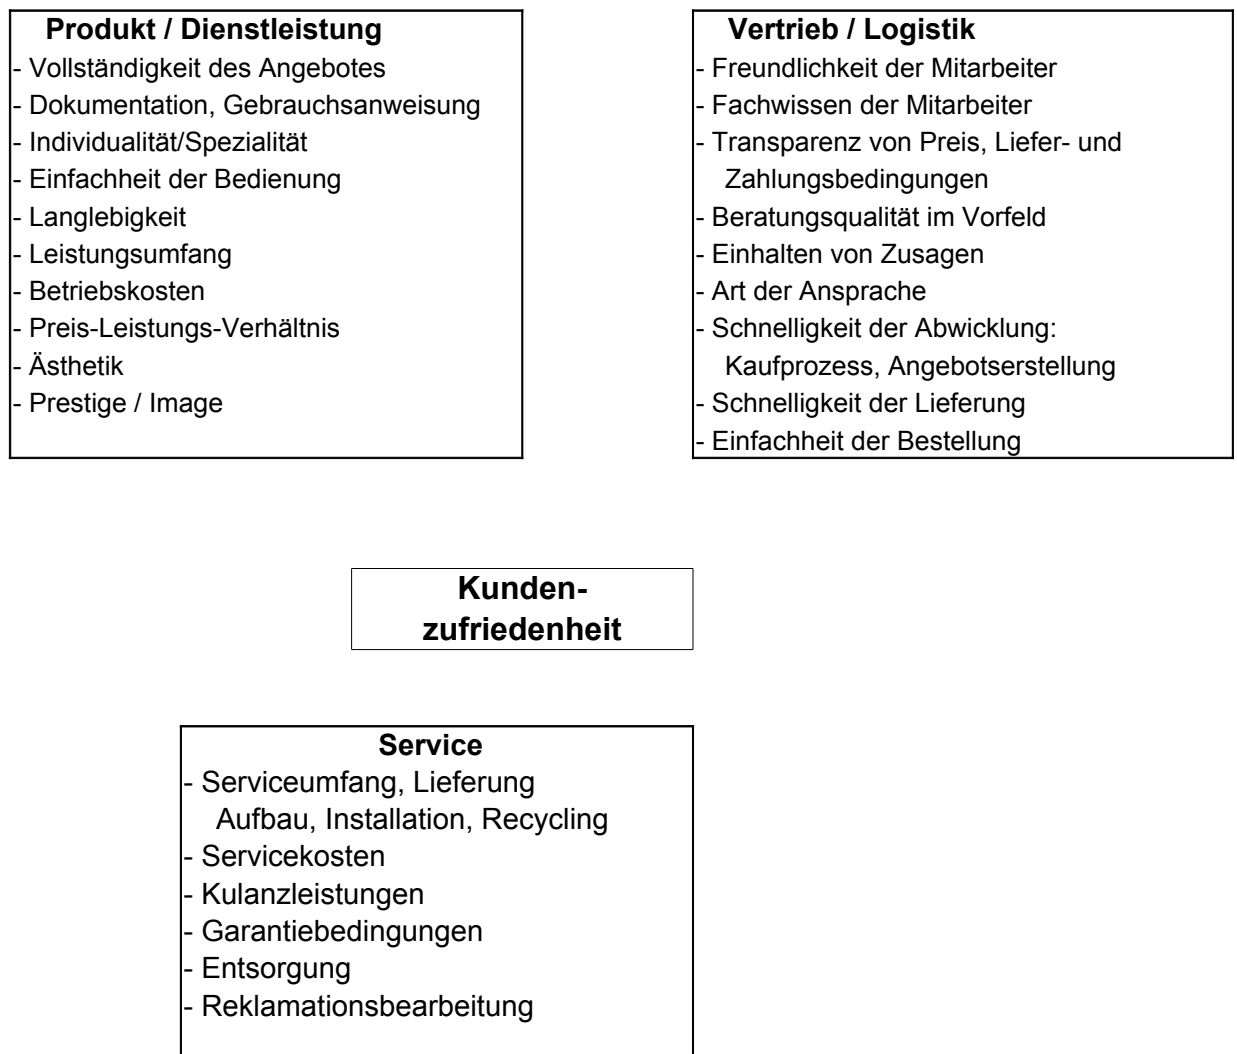 Produkt / Dienstleistung
- Vollständigkeit des Angebotes
- Dokumentation, Gebrauchsanweisung
- Individualität/Spezialität
- Einfachheit der Bedienung
- Langlebigkeit
- Leistungsumfang
- Betriebskosten
- Preis-Leistungs-Verhältnis
- Ästhetik
- Prestige / Image
Vertrieb / Logistik
- Freundlichkeit der Mitarbeiter
- Fachwissen der Mitarbeiter
- Transparenz von Preis, Liefer- und
Zahlungsbedingungen
- Beratungsqualität im Vorfeld
- Einhalten von Zusagen
- Art der Ansprache
- Schnelligkeit der Abwicklung:
Kaufprozess, Angebotserstellung
- Schnelligkeit der Lieferung
- Einfachheit der Bestellung
Kunden-
zufriedenheit
Service
- Serviceumfang, Lieferung
Aufbau, Installation, Recycling
- Servicekosten
- Kulanzleistungen
- Garantiebedingungen
- Entsorgung
- Reklamationsbearbeitung